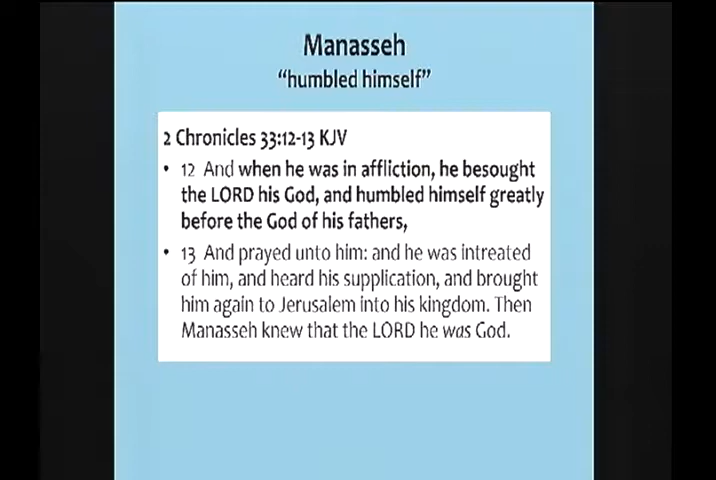 Manasseh
“humbled himself”
2 Chronicles 33:12-13 KJV
• 12 And when he was in affliction, he besought
the LORD his God, and humbled himself greatly
before the God of his fathers,
• 13 And prayed unto him: and he was intreated
of him, and heard his supplication, and brought
him again to Jerusalem into his kingdom. Then
Manasseh knew that the LORD he was God.